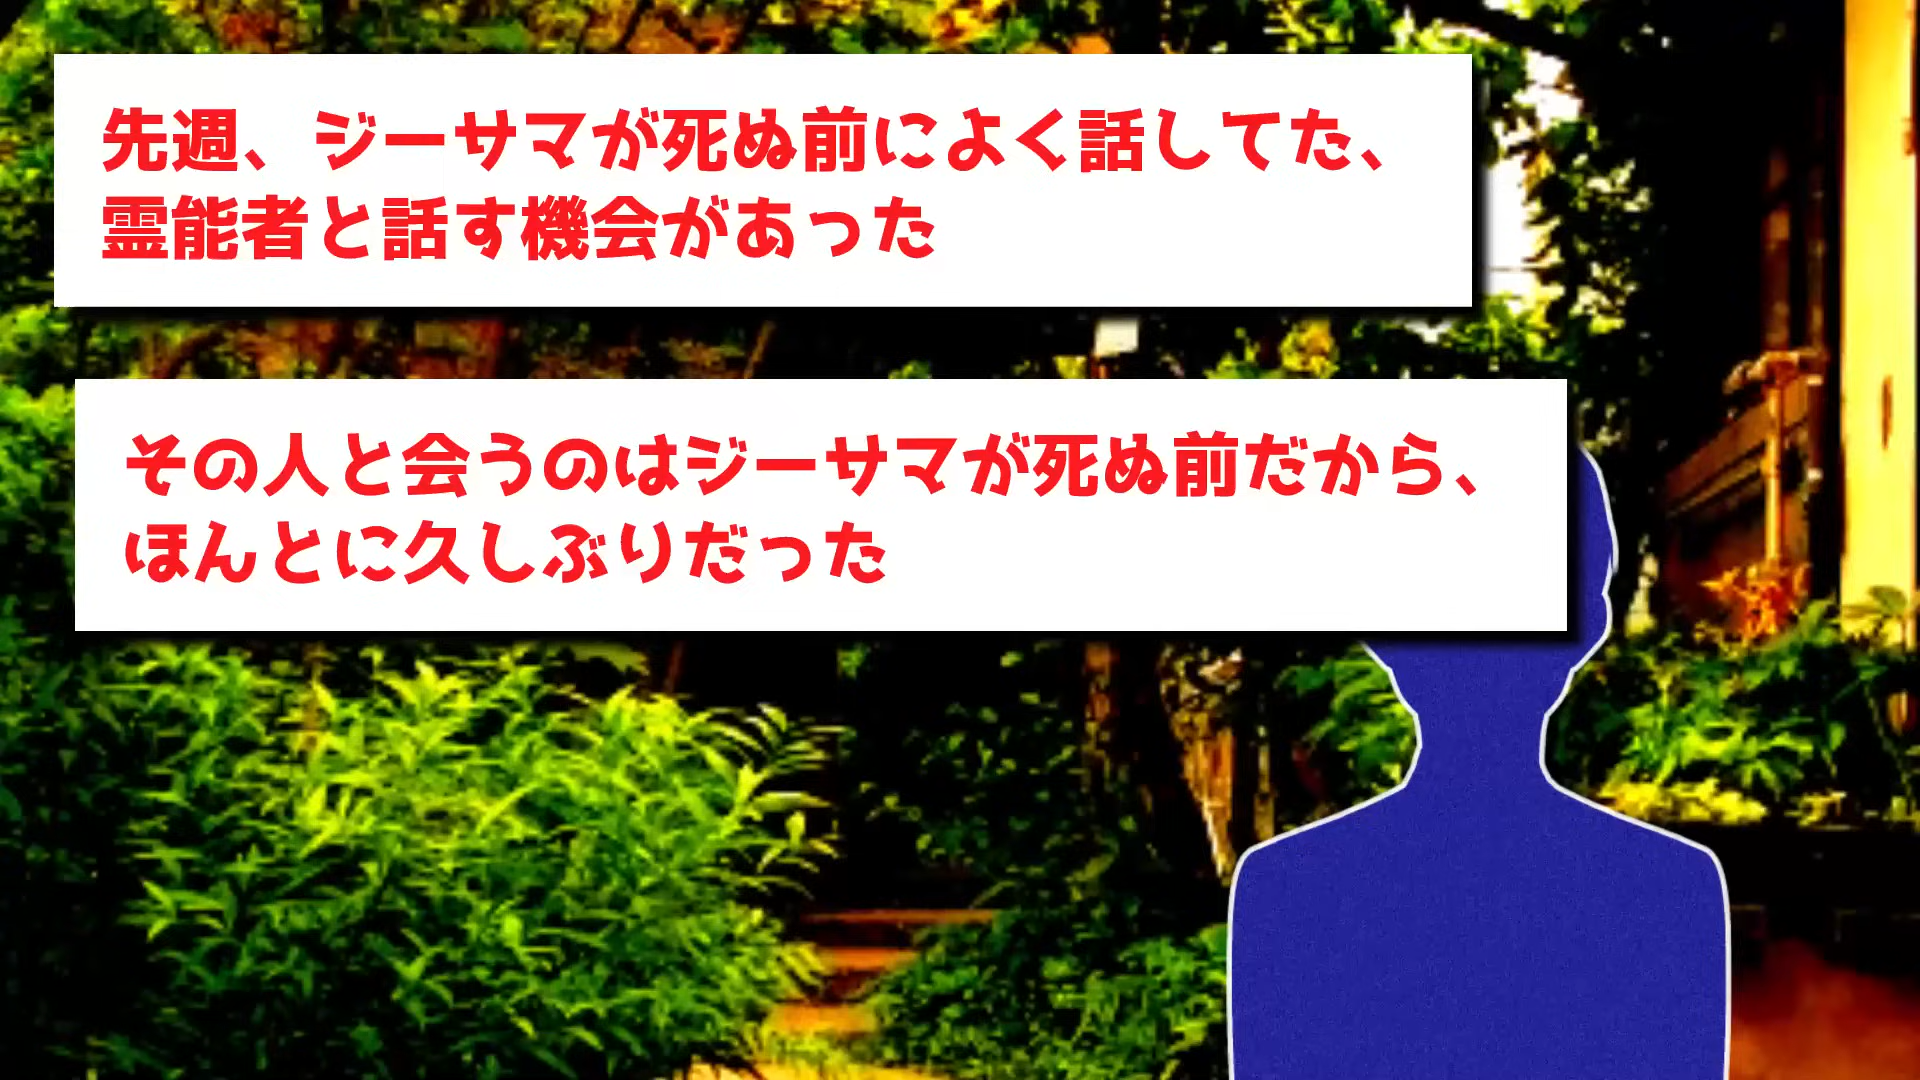 先週、ジーサマが死ぬ前によく話してた、
霊能者と話す機会があった
その人と会うのはジーサマが死ぬ前だから、
ほんとに久しぶりだった